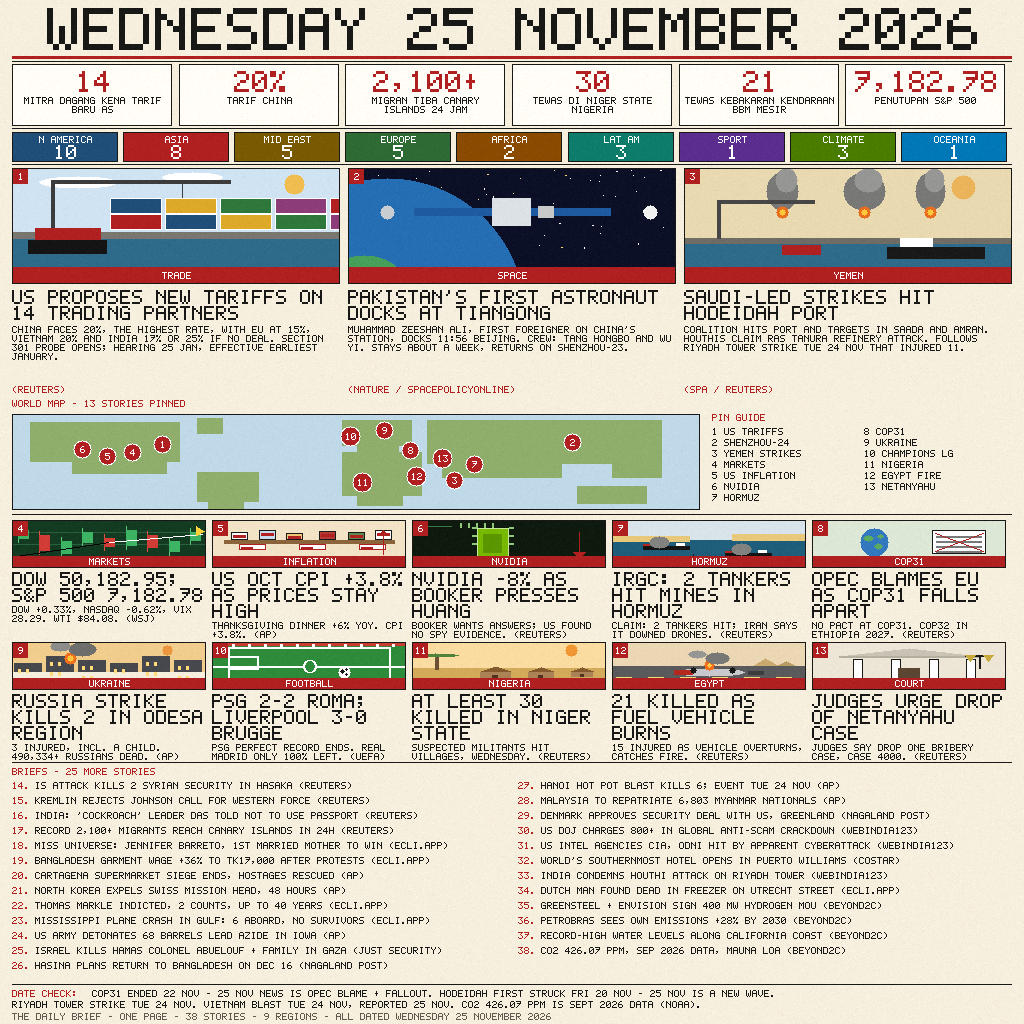 WEDNESDAY 25 NOVEMBER 2026
14
MITRA DAGANG KENA TARIF
BARU AS
20%
TARIF CHINA
2,100+
MIGRAN TIBA CANARY
ISLANDS 24 JAM
30
TEWAS DI NIGER STATE
NIGERIA
21
TEWAS KEBAKARAN KENDARAAN
BBM MESIR
7,182.78
PENUTUPAN S&P 500
N AMERICA
10
ASIA
8
MID EAST
5
EUROPE
5
AFRICA
2
LAT AM
3
SPORT
1
CLIMATE
3
OCEANIA
1
1
TRADE
US PROPOSES NEW TARIFFS ON
14 TRADING PARTNERS
CHINA FACES 20%, THE HIGHEST RATE, WITH EU AT 15%,
VIETNAM 20% AND INDIA 17% OR 25% IF NO DEAL. SECTION
301 PROBE OPENS; HEARING 25 JAN, EFFECTIVE EARLIEST
JANUARY.
(REUTERS)
2
SPACE
PAKISTAN'S FIRST ASTRONAUT
DOCKS AT TIANGONG
MUHAMMAD ZEESHAN ALI, FIRST FOREIGNER ON CHINA'S
STATION, DOCKS 11:56 BEIJING. CREW: TANG HONGBO AND WU
YI. STAYS ABOUT A WEEK, RETURNS ON SHENZHOU-23.
(NATURE / SPACEPOLICYONLINE)
3
YEMEN
SAUDI-LED STRIKES HIT
HODEIDAH PORT
COALITION HITS PORT AND TARGETS IN SAADA AND AMRAN.
HOUTHIS CLAIM RAS TANURA REFINERY ATTACK. FOLLOWS
RIYADH TOWER STRIKE TUE 24 NOV THAT INJURED 11.
(SPA / REUTERS)
WORLD MAP - 13 STORIES PINNED
6
5
4
1
10
9
8
13
7
12
3
11
2
PIN GUIDE
1 US TARIFFS
2 SHENZHOU-24
3 YEMEN STRIKES
4 MARKETS
5 US INFLATION
6 NVIDIA
7 HORMUZ
8 COP31
9 UKRAINE
10 CHAMPIONS LG
11 NIGERIA
12 EGYPT FIRE
13 NETANYAHU
4
MARKETS
DOW 50,182.95;
S&P 500 7,182.78
DOW +0.33%, NASDAQ -0.62%, VIX
28.29. WTI $84.08. (WSJ)
5
INFLATION
US OCT CPI +3.8%
AS PRICES STAY
HIGH
THANKSGIVING DINNER +6% YOY. CPI
+3.8%. (AP)
6
NVIDIA
NVIDIA -8% AS
BOOKER PRESSES
HUANG
BOOKER WANTS ANSWERS; US FOUND
NO SPY EVIDENCE. (REUTERS)
7
HORMUZ
IRGC: 2 TANKERS
HIT MINES IN
HORMUZ
CLAIM: 2 TANKERS HIT; IRAN SAYS
IT DOWNED DRONES. (REUTERS)
8
COP31
OPEC BLAMES EU
AS COP31 FALLS
APART
NO PACT AT COP31. COP32 IN
ETHIOPIA 2027. (REUTERS)
9
UKRAINE
RUSSIA STRIKE
KILLS 2 IN ODESA
REGION
3 INJURED, INCL. A CHILD.
490,334+ RUSSIANS DEAD. (AP)
10
FOOTBALL
PSG 2-2 ROMA;
LIVERPOOL 3-0
BRUGGE
PSG PERFECT RECORD ENDS. REAL
MADRID ONLY 100% LEFT. (UEFA)
11
NIGERIA
AT LEAST 30
KILLED IN NIGER
STATE
SUSPECTED MILITANTS HIT
VILLAGES, WEDNESDAY. (REUTERS)
12
EGYPT
21 KILLED AS
FUEL VEHICLE
BURNS
15 INJURED AS VEHICLE OVERTURNS,
CATCHES FIRE. (REUTERS)
13
COURT
JUDGES URGE DROP
OF NETANYAHU
CASE
JUDGES SAY DROP ONE BRIBERY
CASE, CASE 4000. (REUTERS)
BRIEFS - 25 MORE STORIES
14. IS ATTACK KILLS 2 SYRIAN SECURITY IN HASAKA (REUTERS)
15. KREMLIN REJECTS JOHNSON CALL FOR WESTERN FORCE (REUTERS)
16. INDIA: 'COCKROACH' LEADER DAS TOLD NOT TO USE PASSPORT (REUTERS)
17. RECORD 2,100+ MIGRANTS REACH CANARY ISLANDS IN 24H (REUTERS)
18. MISS UNIVERSE: JENNIFER BARRETO, 1ST MARRIED MOTHER TO WIN (ECLI.APP)
19. BANGLADESH GARMENT WAGE +36% TO TK17,000 AFTER PROTESTS (ECLI.APP)
20. CARTAGENA SUPERMARKET SIEGE ENDS, HOSTAGES RESCUED (AP)
21. NORTH KOREA EXPELS SWISS MISSION HEAD, 48 HOURS (AP)
22. THOMAS MARKLE INDICTED, 2 COUNTS, UP TO 40 YEARS (ECLI.APP)
23. MISSISSIPPI PLANE CRASH IN GULF: 6 ABOARD, NO SURVIVORS (ECLI.APP)
24. US ARMY DETONATES 68 BARRELS LEAD AZIDE IN IOWA (AP)
25. ISRAEL KILLS HAMAS COLONEL ABUELOUF + FAMILY IN GAZA (JUST SECURITY)
26. HASINA PLANS RETURN TO BANGLADESH ON DEC 16 (NAGALAND POST)
27. HANOI HOT POT BLAST KILLS 6; EVENT TUE 24 NOV (AP)
28. MALAYSIA TO REPATRIATE 6,803 MYANMAR NATIONALS (AP)
29. DENMARK APPROVES SECURITY DEAL WITH US, GREENLAND (NAGALAND POST)
30. US DOJ CHARGES 800+ IN GLOBAL ANTI-SCAM CRACKDOWN (WEBINDIA123)
31. US INTEL AGENCIES CIA, ODNI HIT BY APPARENT CYBERATTACK (WEBINDIA123)
32. WORLD'S SOUTHERNMOST HOTEL OPENS IN PUERTO WILLIAMS (COSTAR)
33. INDIA CONDEMNS HOUTHI ATTACK ON RIYADH TOWER (WEBINDIA123)
34. DUTCH MAN FOUND DEAD IN FREEZER ON UTRECHT STREET (ECLI.APP)
35. GREENSTEEL + ENVISION SIGN 400 MW HYDROGEN MOU (BEYOND2C)
36. PETROBRAS SEES OWN EMISSIONS +28% BY 2030 (BEYOND2C)
37. RECORD-HIGH WATER LEVELS ALONG CALIFORNIA COAST (BEYOND2C)
38. CO2 426.07 PPM, SEP 2026 DATA, MAUNA LOA (BEYOND2C)
DATE CHECK: COP31 ENDED 22 NOV - 25 NOV NEWS IS OPEC BLAME + FALLOUT. HODEIDAH FIRST STRUCK FRI 20 NOV - 25 NOV IS A NEW WAVE.
RIYADH TOWER STRIKE TUE 24 NOV. VIETNAM BLAST TUE 24 NOV, REPORTED 25 NOV. CO2 426.07 PPM IS SEPT 2026 DATA (NOAA).
THE DAILY BRIEF - ONE PAGE - 38 STORIES - 9 REGIONS - ALL DATED WEDNESDAY 25 NOVEMBER 2026